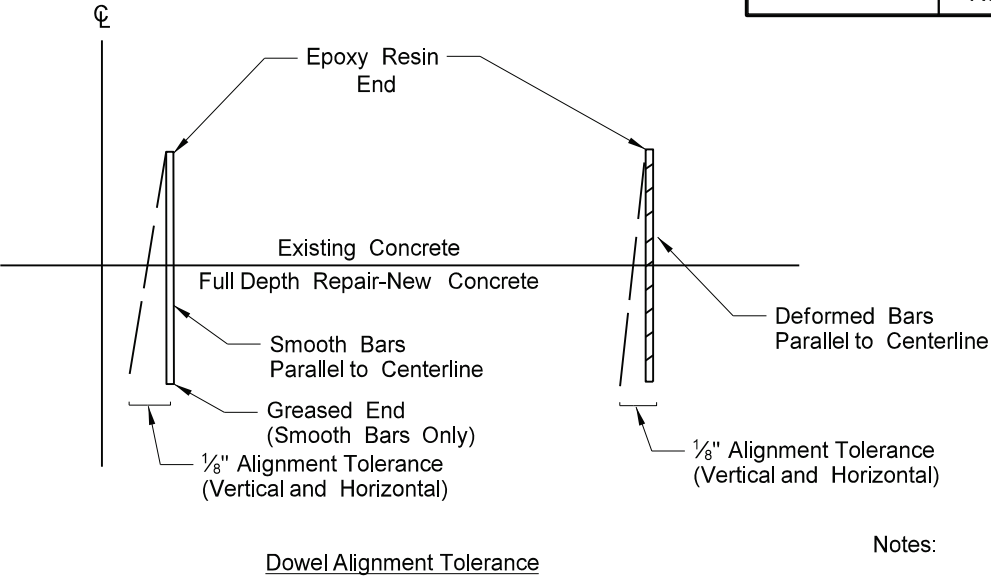 ℄
Epoxy Resin
End
Existing Concrete
Full Depth Repair-New Concrete
Smooth Bars
Parallel to Centerline
Deformed Bars
Parallel to Centerline
Greased End
(Smooth Bars Only)
⅛" Alignment Tolerance
(Vertical and Horizontal)
⅛" Alignment Tolerance
(Vertical and Horizontal)
Notes:
Dowel Alignment Tolerance